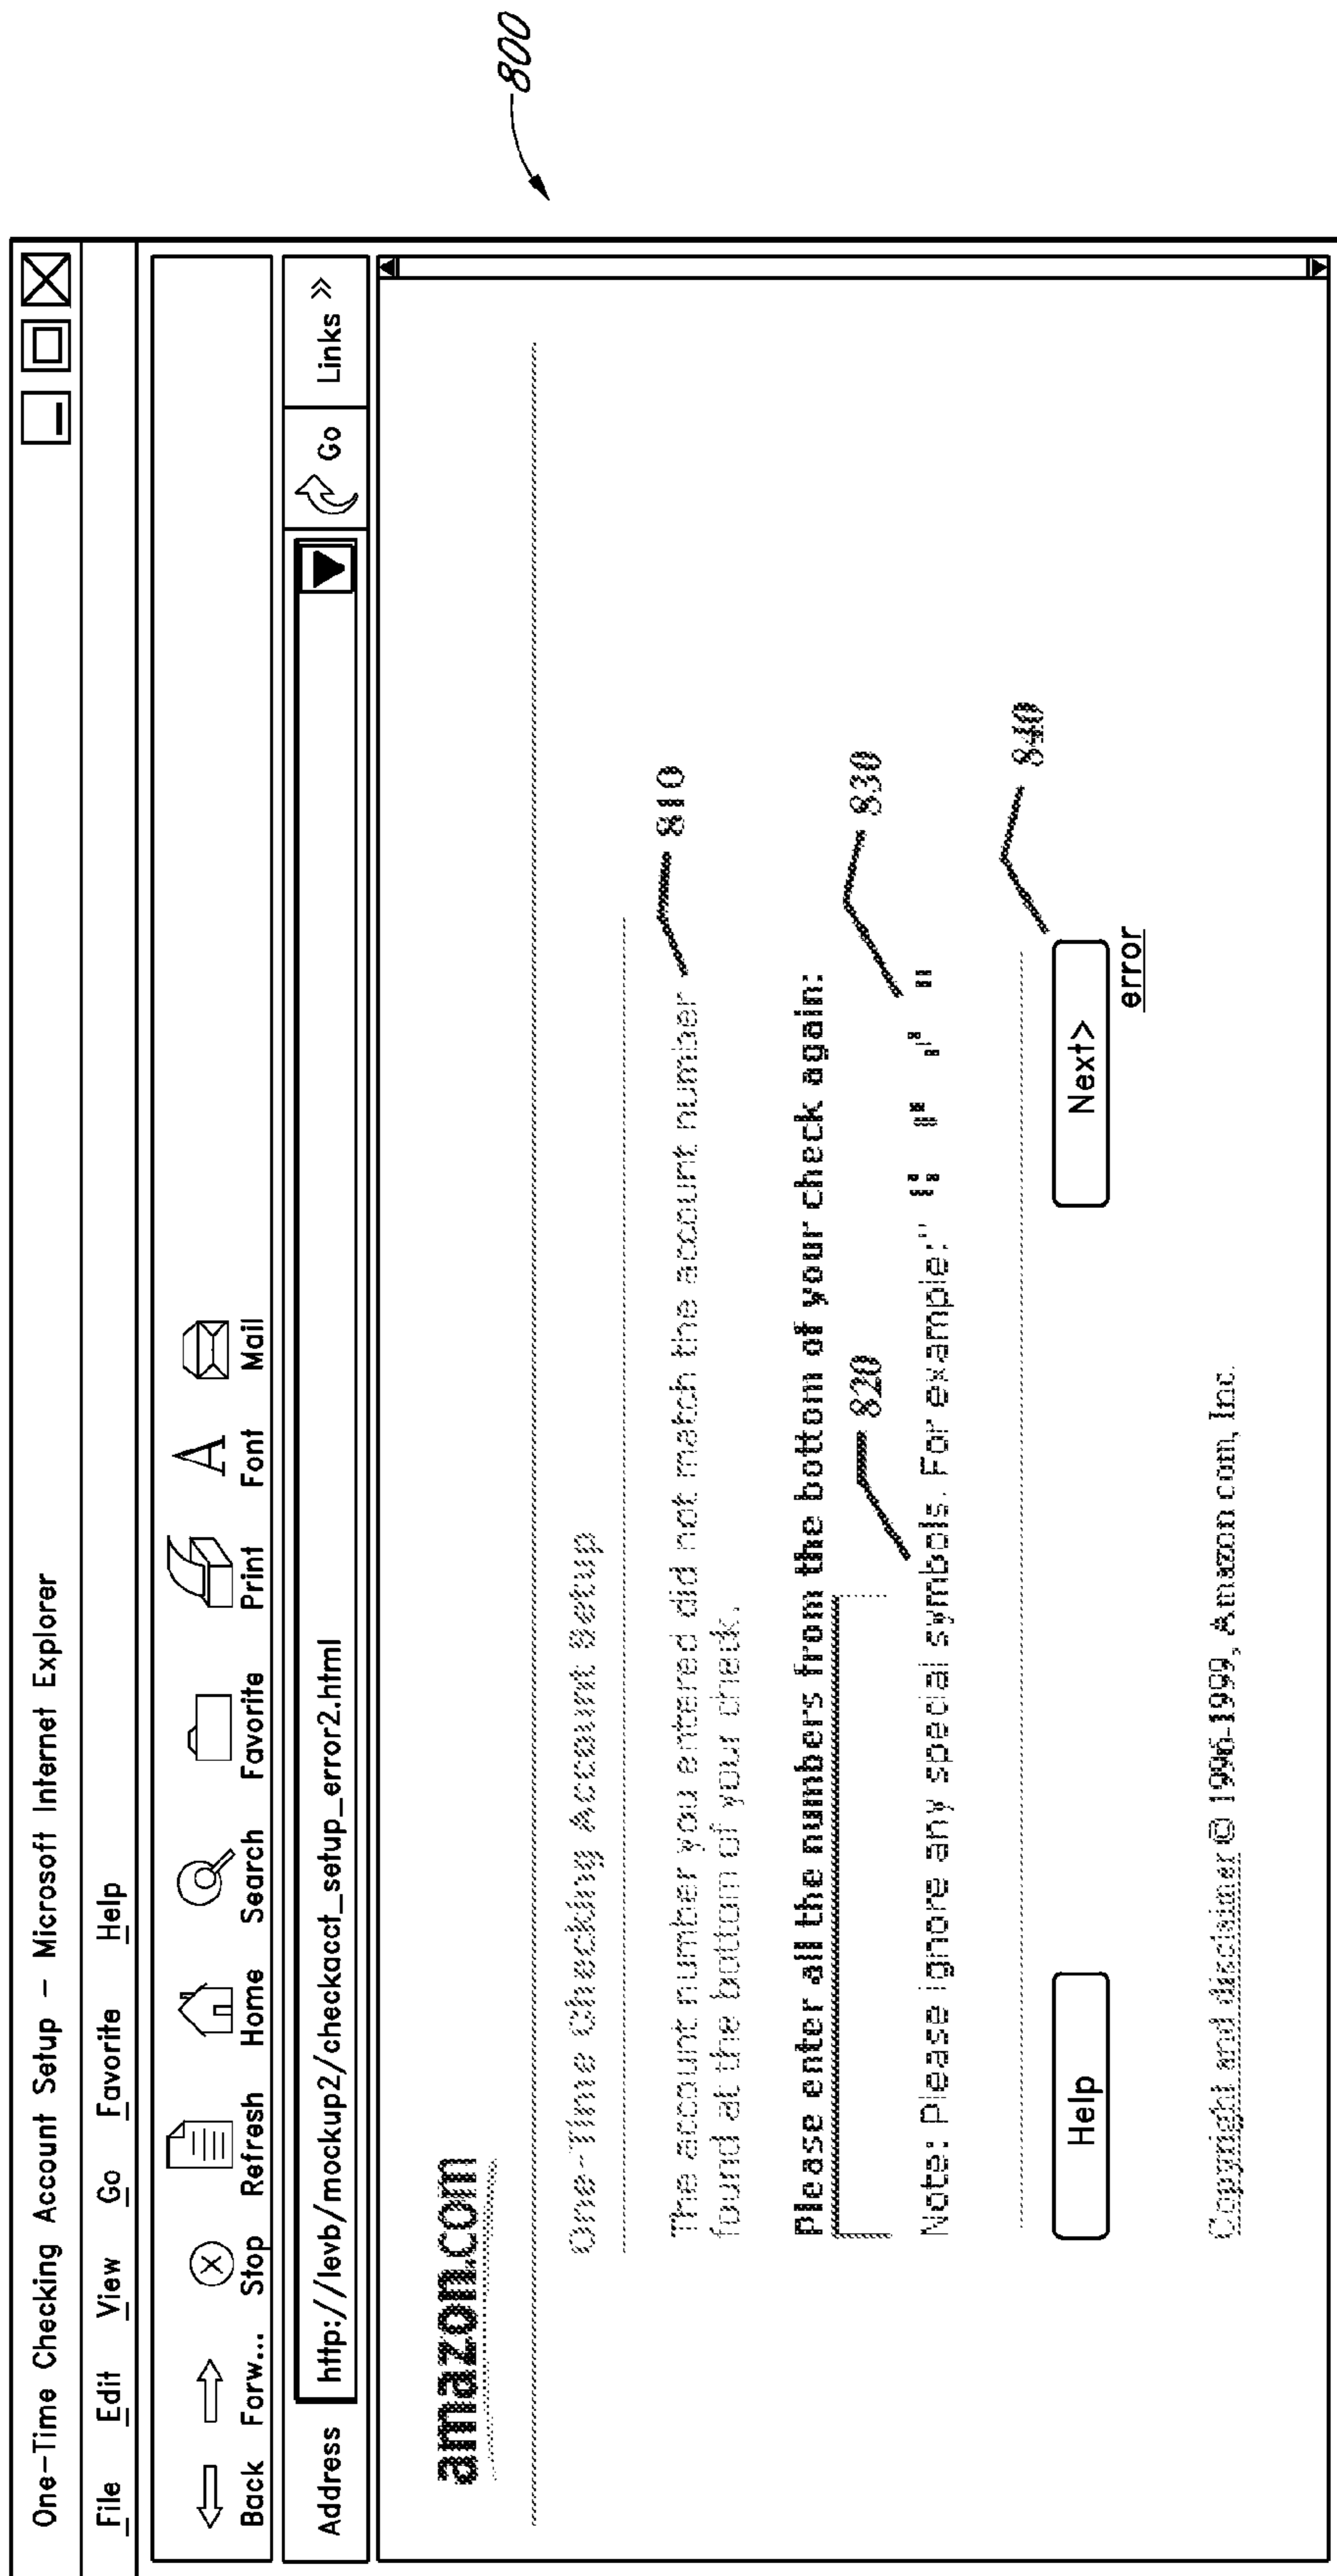 800
One-Time Checking Account Setup - Microsoft Internet Explorer
File Edit View Go Favorite Help
Back Forw... Stop Refresh Home Search Favorite Print Font Mail
Address http://levb/mockup2/checkacct_setup_error2.html Go Links »
amazon.com
One-Time Checking Account Setup
The account number you entered did not match the account number 810
found at the bottom of your check.
Please enter all the numbers from the bottom of your check again:
820 830
Note: Please ignore any special symbols. For example:" ⑆ ⑈ ⑇ ⑉
840
Help Next>
error
Copyright and disclaimer © 1996-1999, Amazon.com, Inc.